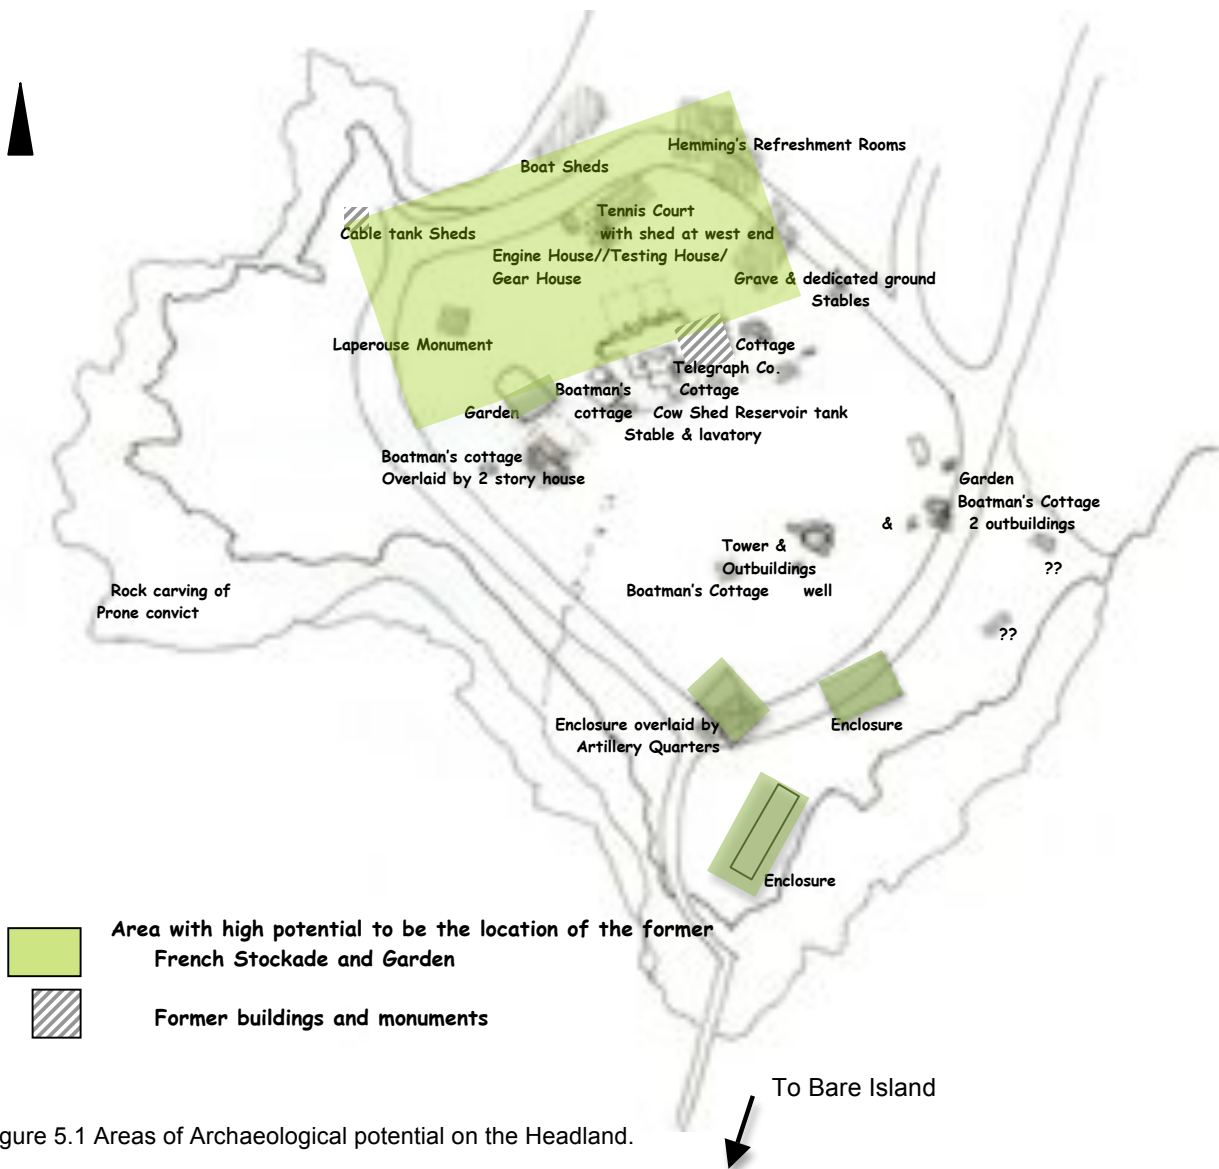 Hemming's Refreshment Rooms
Boat Sheds
Tennis Court
with shed at west end
Cable tank Sheds
Engine House//Testing House/
Gear House
Grave & dedicated ground
Stables
Laperouse Monument
Cottage
Telegraph Co.
Cottage
Boatman's
cottage
Garden
Cow Shed Reservoir tank
Stable & lavatory
Boatman's cottage
Overlaid by 2 story house
Garden
Boatman's Cottage
& 2 outbuildings
Tower &
Outbuildings
Boatman's Cottage well
??
Rock carving of
Prone convict
??
Enclosure overlaid by
Artillery Quarters
Enclosure
Enclosure
Area with high potential to be the location of the former
French Stockade and Garden
Former buildings and monuments
To Bare Island
gure 5.1 Areas of Archaeological potential on the Headland.